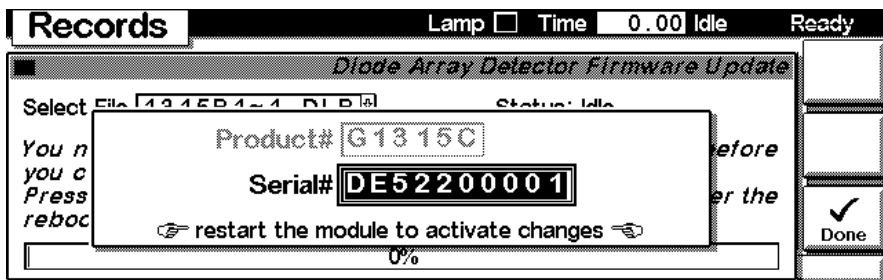 Records Lamp Time 0.00 Idle Ready
Diode Array Detector Firmware Update
Select File Status: Idle
Product# G1315C
You n efore
Serial# DE52200001
you c
Press er the
reboo
restart the module to activate changes
Done
0%